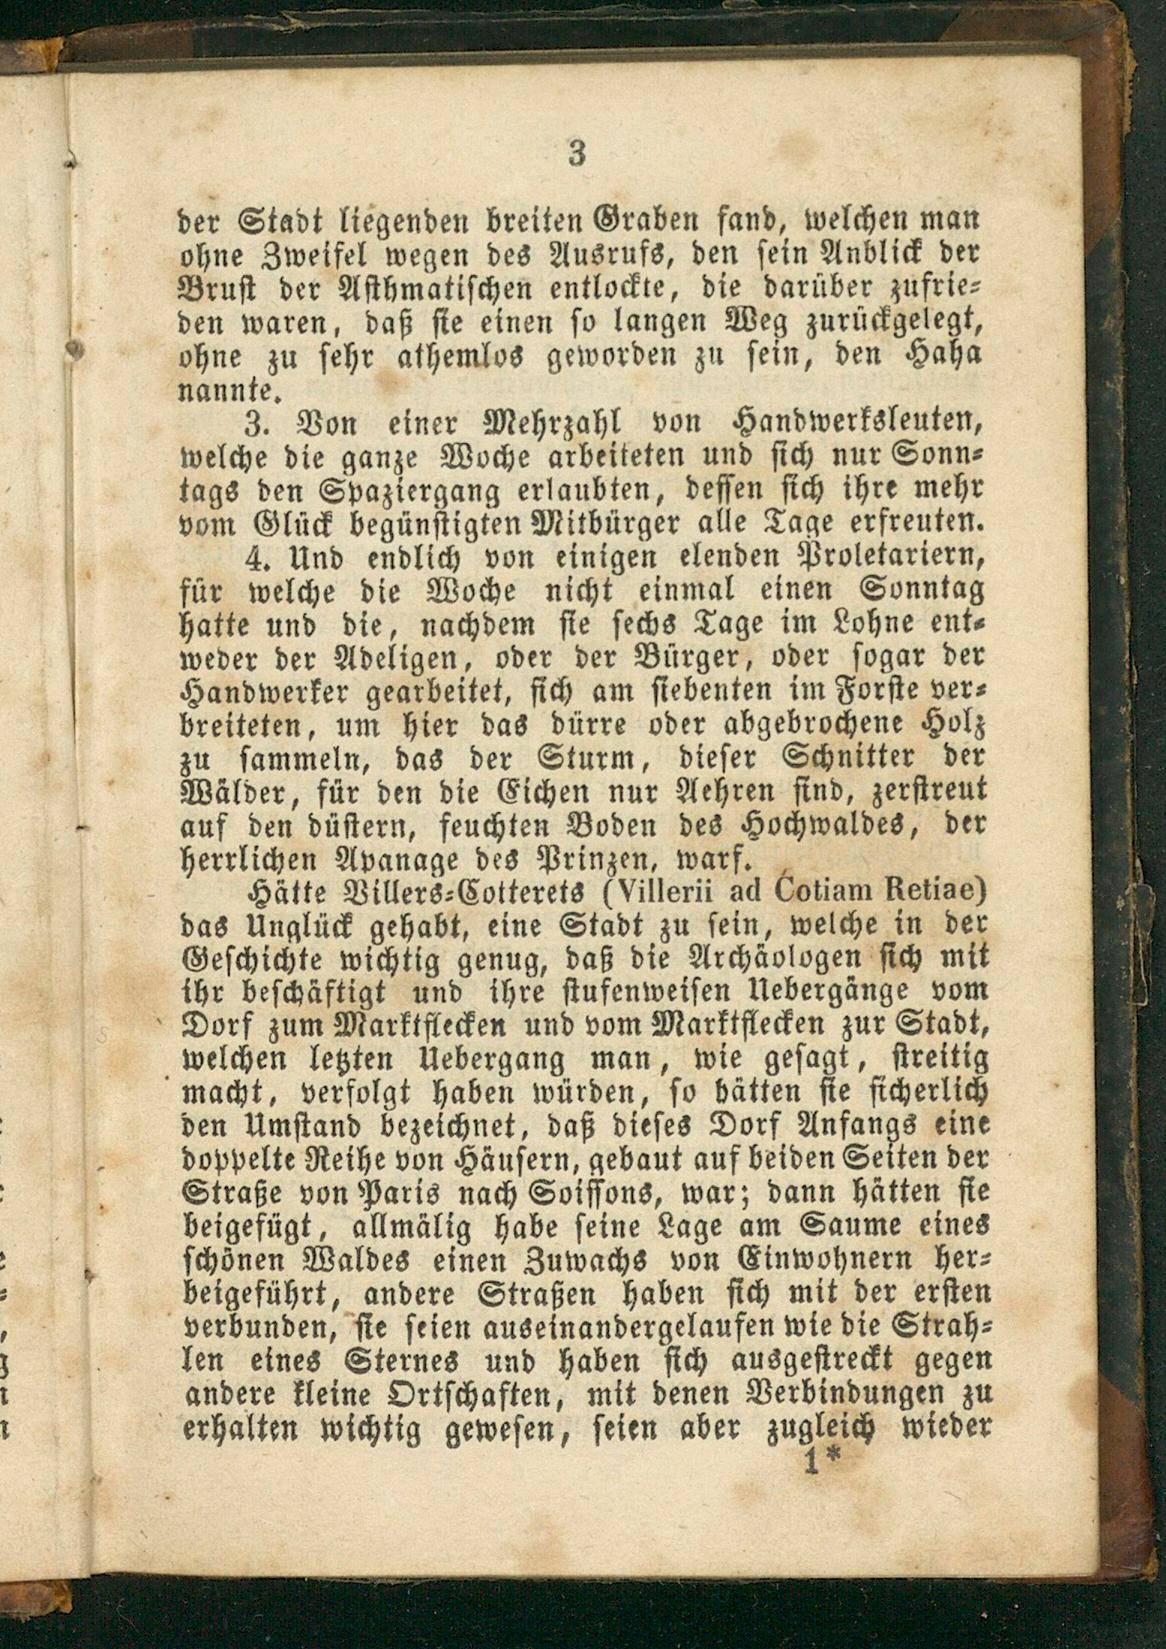 3
der Stadt liegenden breiten Graben fand, welchen man
ohne Zweifel wegen des Ausrufs, den sein Anblick der
Brust der Asthmatischen entlockte, die darüber zufrie-
den waren, daß sie einen so langen Weg zurückgelegt,
ohne zu sehr athemlos geworden zu sein, den Haha
nannte.
3. Von einer Mehrzahl von Handwerksleuten,
welche die ganze Woche arbeiteten und sich nur Sonn-
tags den Spaziergang erlaubten, dessen sich ihre mehr
vom Glück begünstigten Mitbürger alle Tage erfreuten.
4. Und endlich von einigen elenden Proletariern,
für welche die Woche nicht einmal einen Sonntag
hatte und die, nachdem sie sechs Tage im Lohne ent-
weder der Adeligen, oder der Bürger, oder sogar der
Handwerker gearbeitet, sich am siebenten im Forste ver-
breiteten, um hier das dürre oder abgebrochene Holz
zu sammeln, das der Sturm, dieser Schnitter der
Wälder, für den die Eichen nur Aehren sind, zerstreut
auf den düstern, feuchten Boden des Hochwaldes, der
herrlichen Apanage des Prinzen, warf.
Hätte Villers-Cotterets (Villerii ad Cotiam Retiae)
das Unglück gehabt, eine Stadt zu sein, welche in der
Geschichte wichtig genug, daß die Archäologen sich mit
ihr beschäftigt und ihre stufenweisen Uebergänge vom
Dorf zum Marktflecken und vom Marktflecken zur Stadt,
welchen letzten Uebergang man, wie gesagt, streitig
macht, verfolgt haben würden, so hätten sie sicherlich
den Umstand bezeichnet, daß dieses Dorf Anfangs eine
doppelte Reihe von Häusern, gebaut auf beiden Seiten der
Straße von Paris nach Soissons, war; dann hätten sie
beigefügt, allmälig habe seine Lage am Saume eines
schönen Waldes einen Zuwachs von Einwohnern her-
beigeführt, andere Straßen haben sich mit der ersten
verbunden, sie seien auseinandergelaufen wie die Strah-
len eines Sternes und haben sich ausgestreckt gegen
andere kleine Ortschaften, mit denen Verbindungen zu
erhalten wichtig gewesen, seien aber zugleich wieder
1*